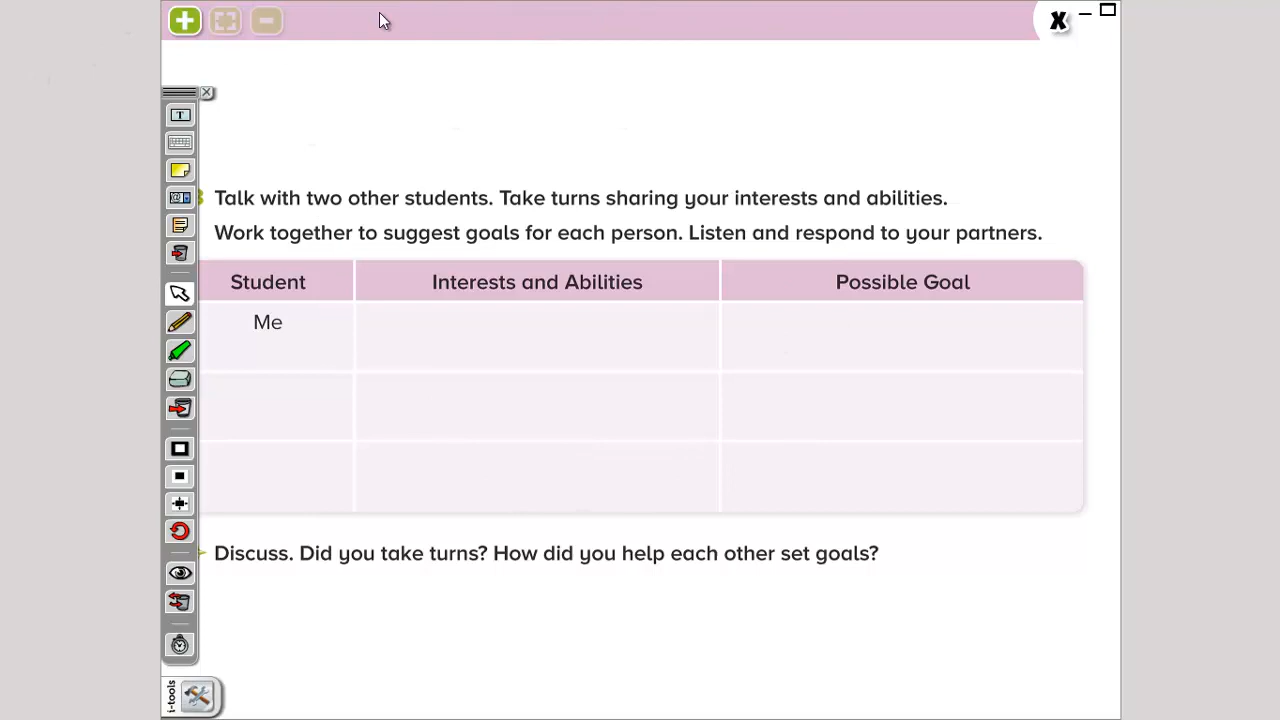 Talk with two other students. Take turns sharing your interests and abilities.
Work together to suggest goals for each person. Listen and respond to your partners.
Student Interests and Abilities Possible Goal
Me
Discuss. Did you take turns? How did you help each other set goals?
i-tools